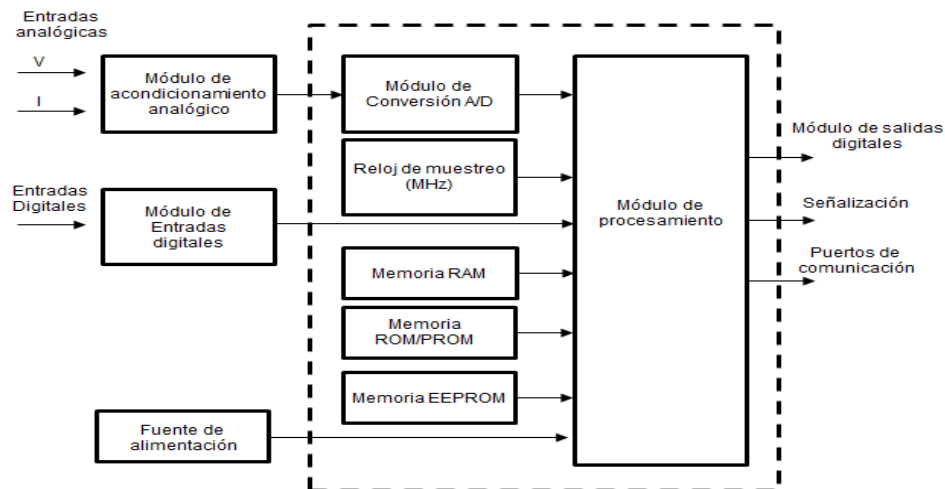 Entradas
analógicas
V
I
Módulo de
acondicionamiento
analógico
Módulo de
Conversión A/D
Reloj de muestreo
(MHz)
Entradas
Digitales
Módulo de
Entradas
digitales
Memoria RAM
Memoria
ROM/PROM
Memoria EEPROM
Fuente de
alimentación
Módulo de
procesamiento
Módulo de salidas
digitales
Señalización
Puertos de
comunicación